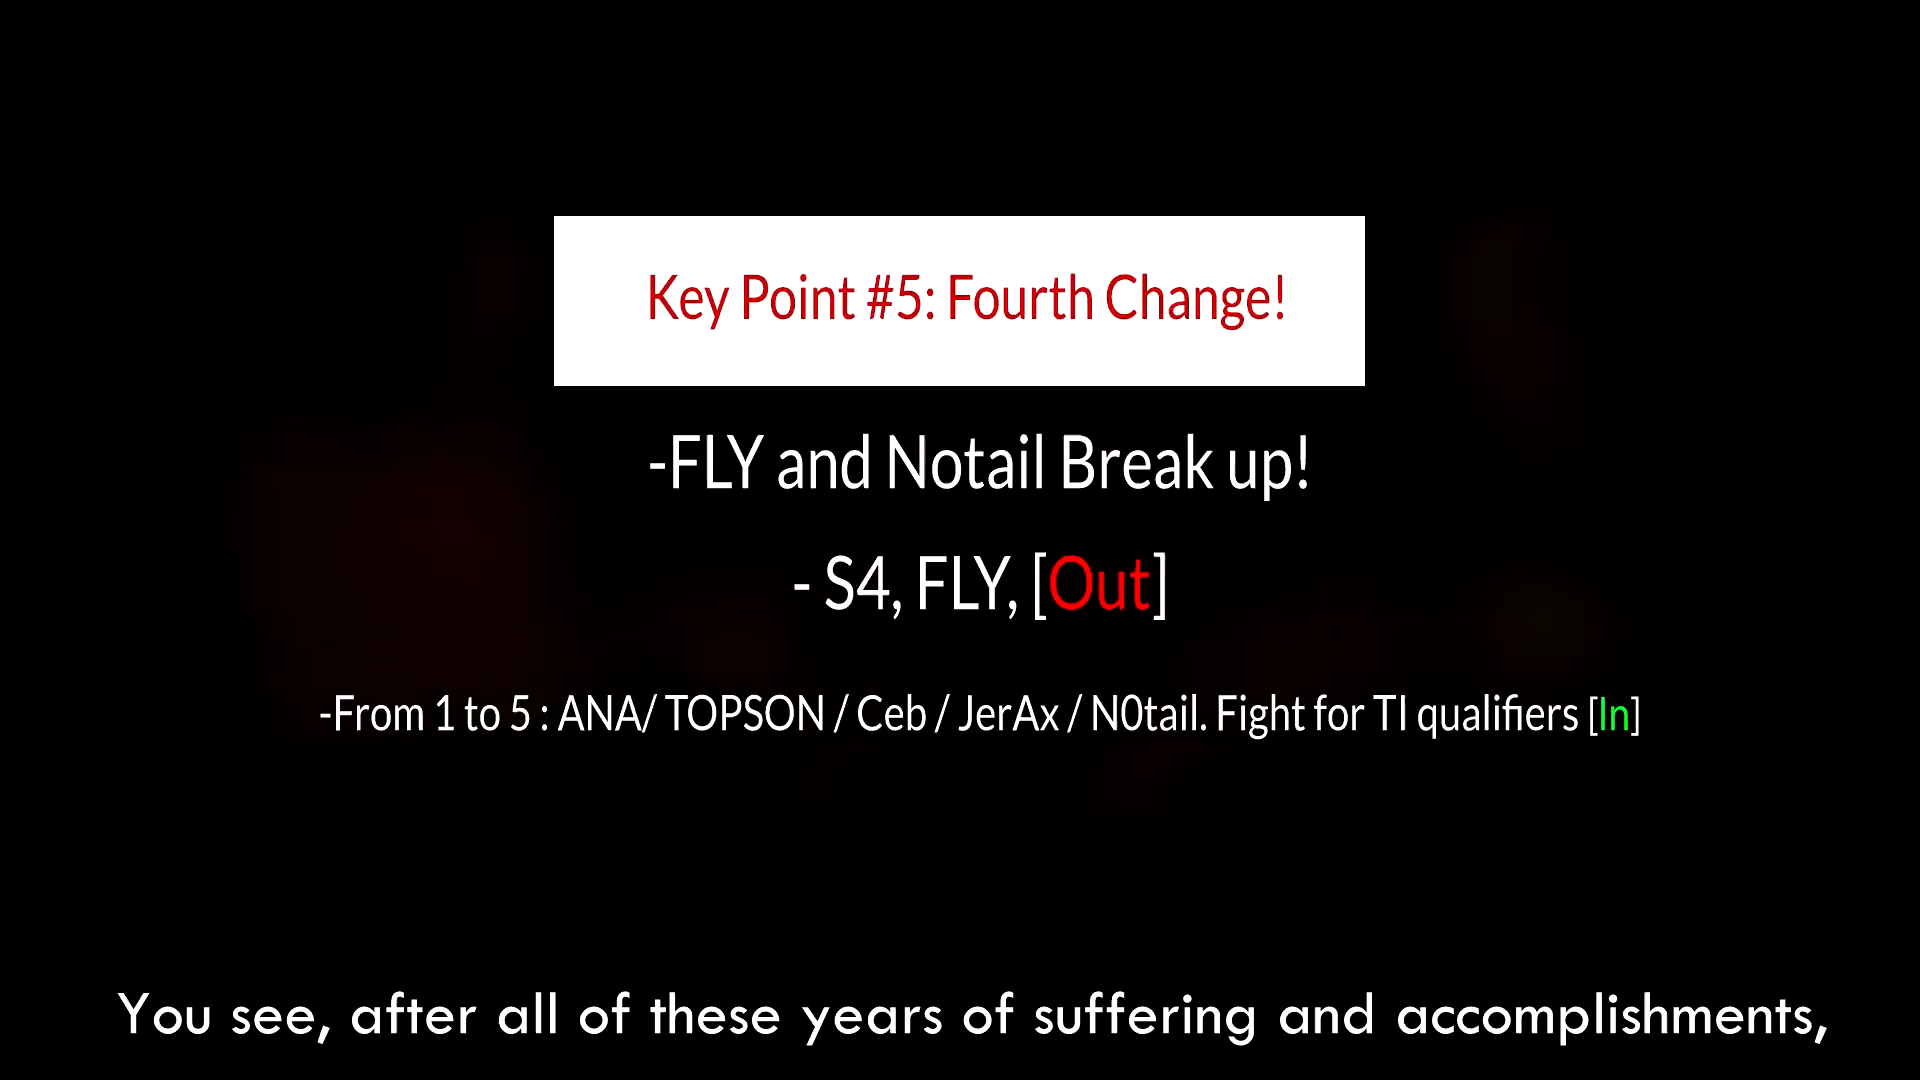 Key Point #5: Fourth Change!
-FLY and Notail Break up!
- S4, FLY, [Out]
-From 1 to 5 : ANA/ TOPSON / Ceb / JerAx / N0tail. Fight for TI qualifiers [In]
You see, after all of these years of suffering and accomplishments,